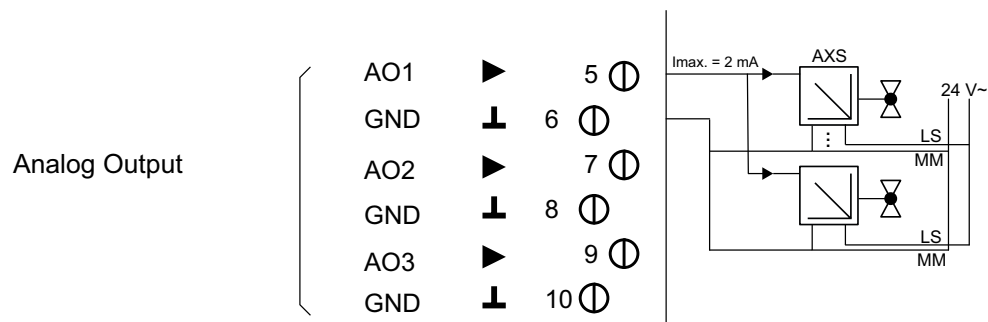 Analog Output
AO1 5
GND 6
AO2 7
GND 8
AO3 9
GND 10
Imax. = 2 mA
AXS
24 V~
LS
MM
LS
MM